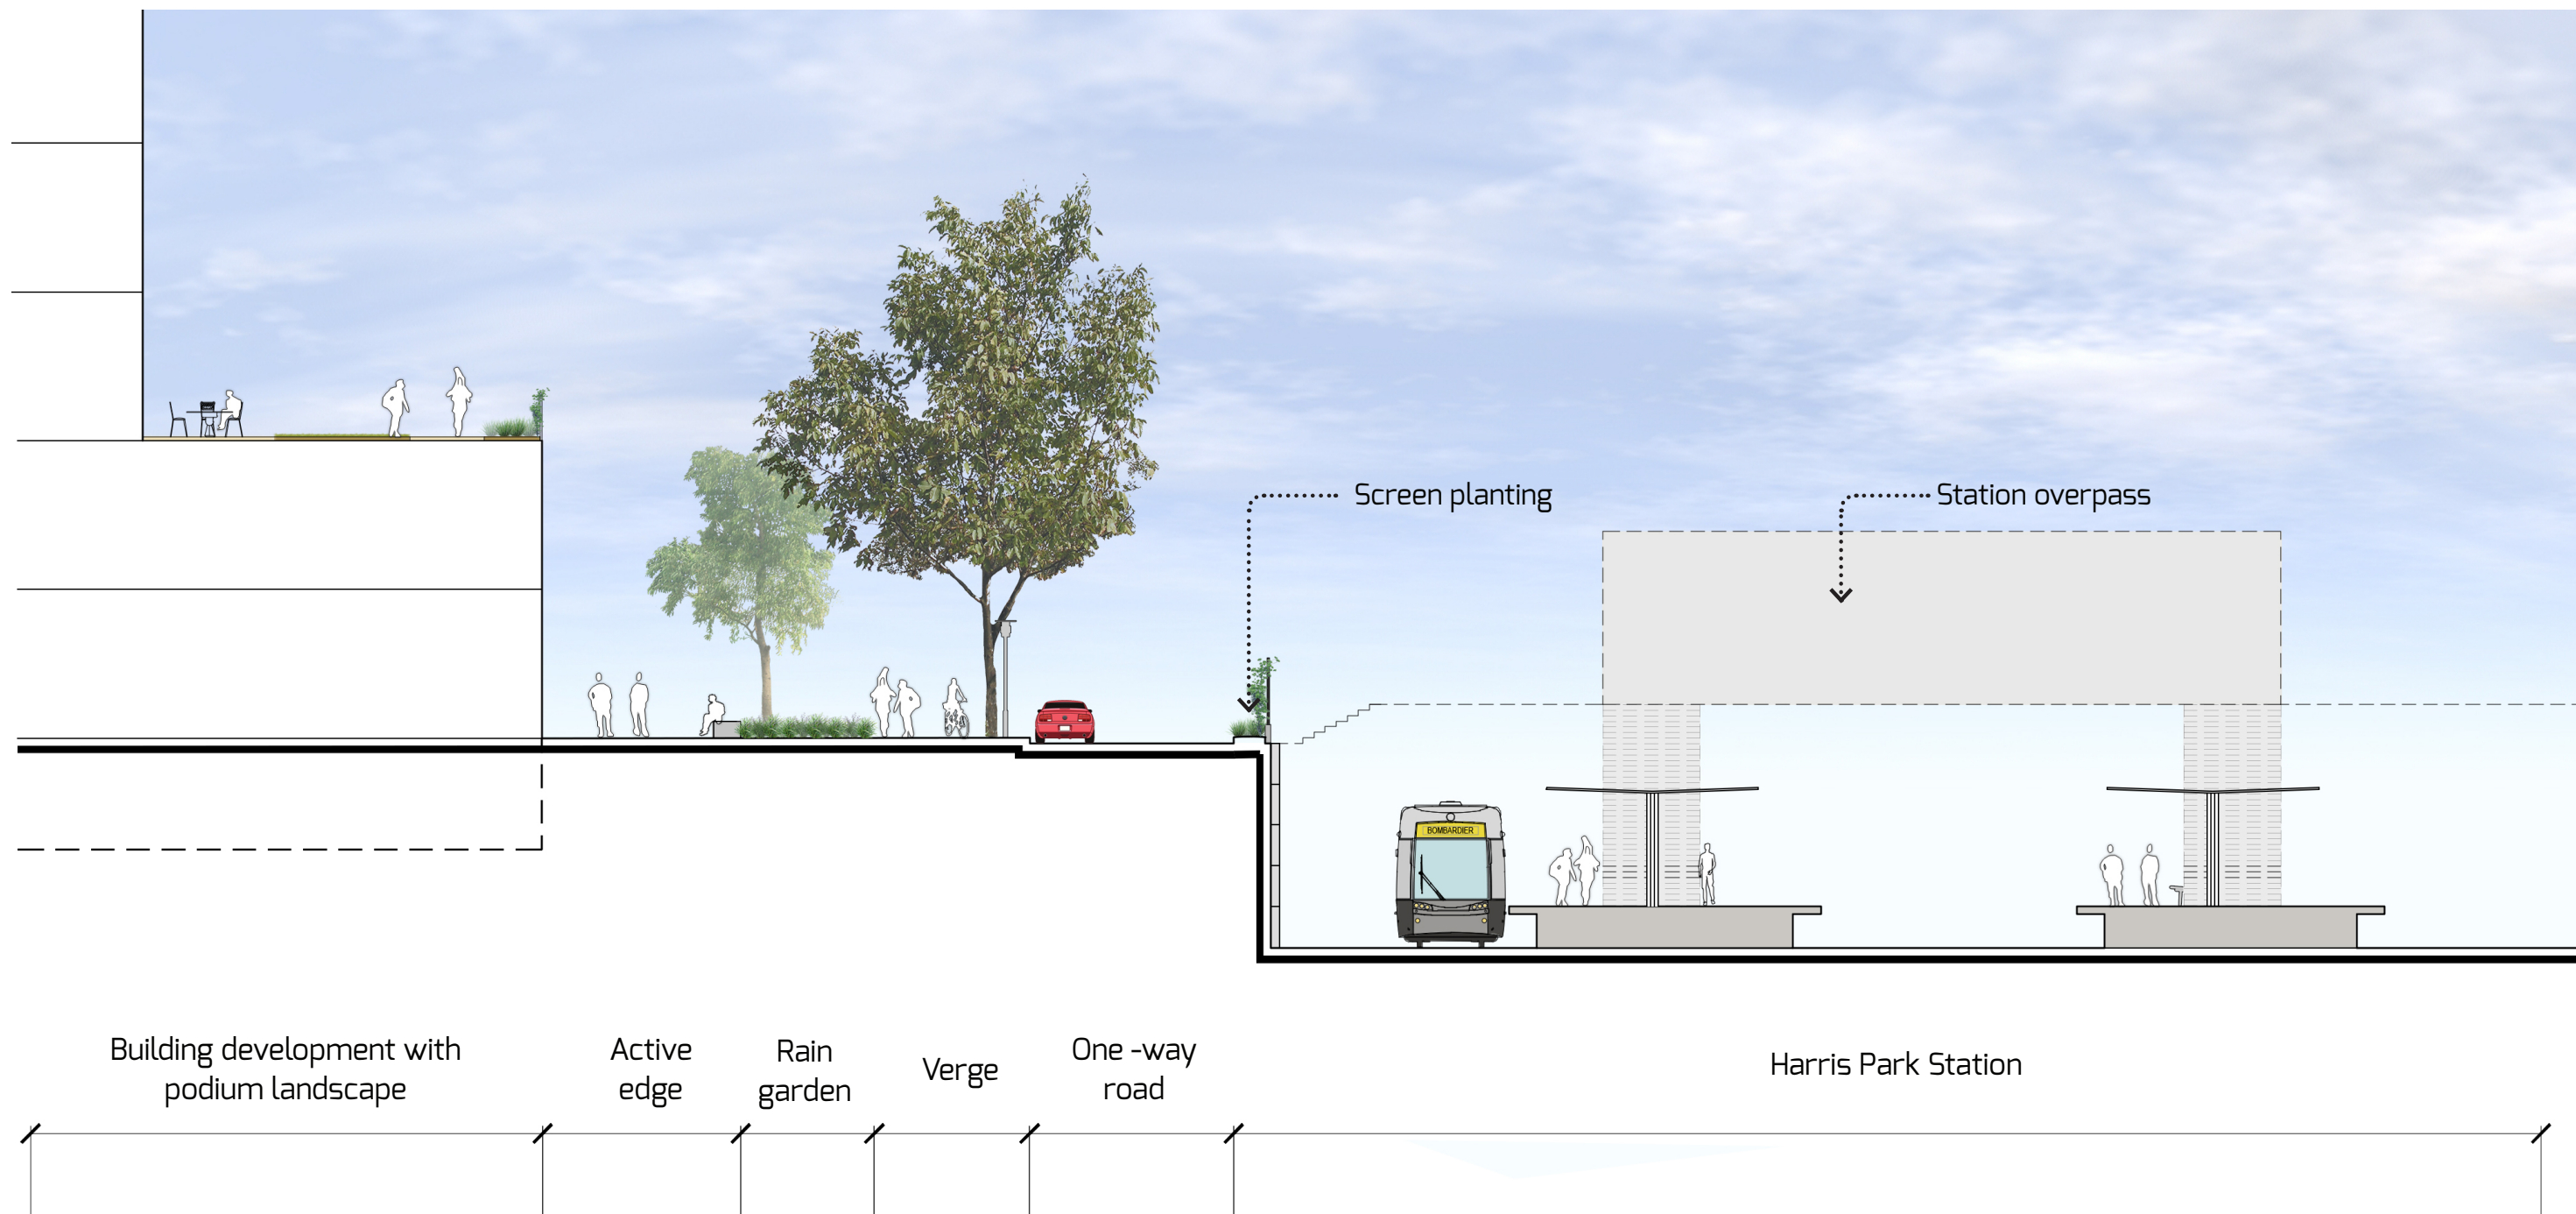 Screen planting
Station overpass
BOMBARDIER
Building development with
podium landscape
Active
edge
Rain
garden
Verge
One -way
road
Harris Park Station